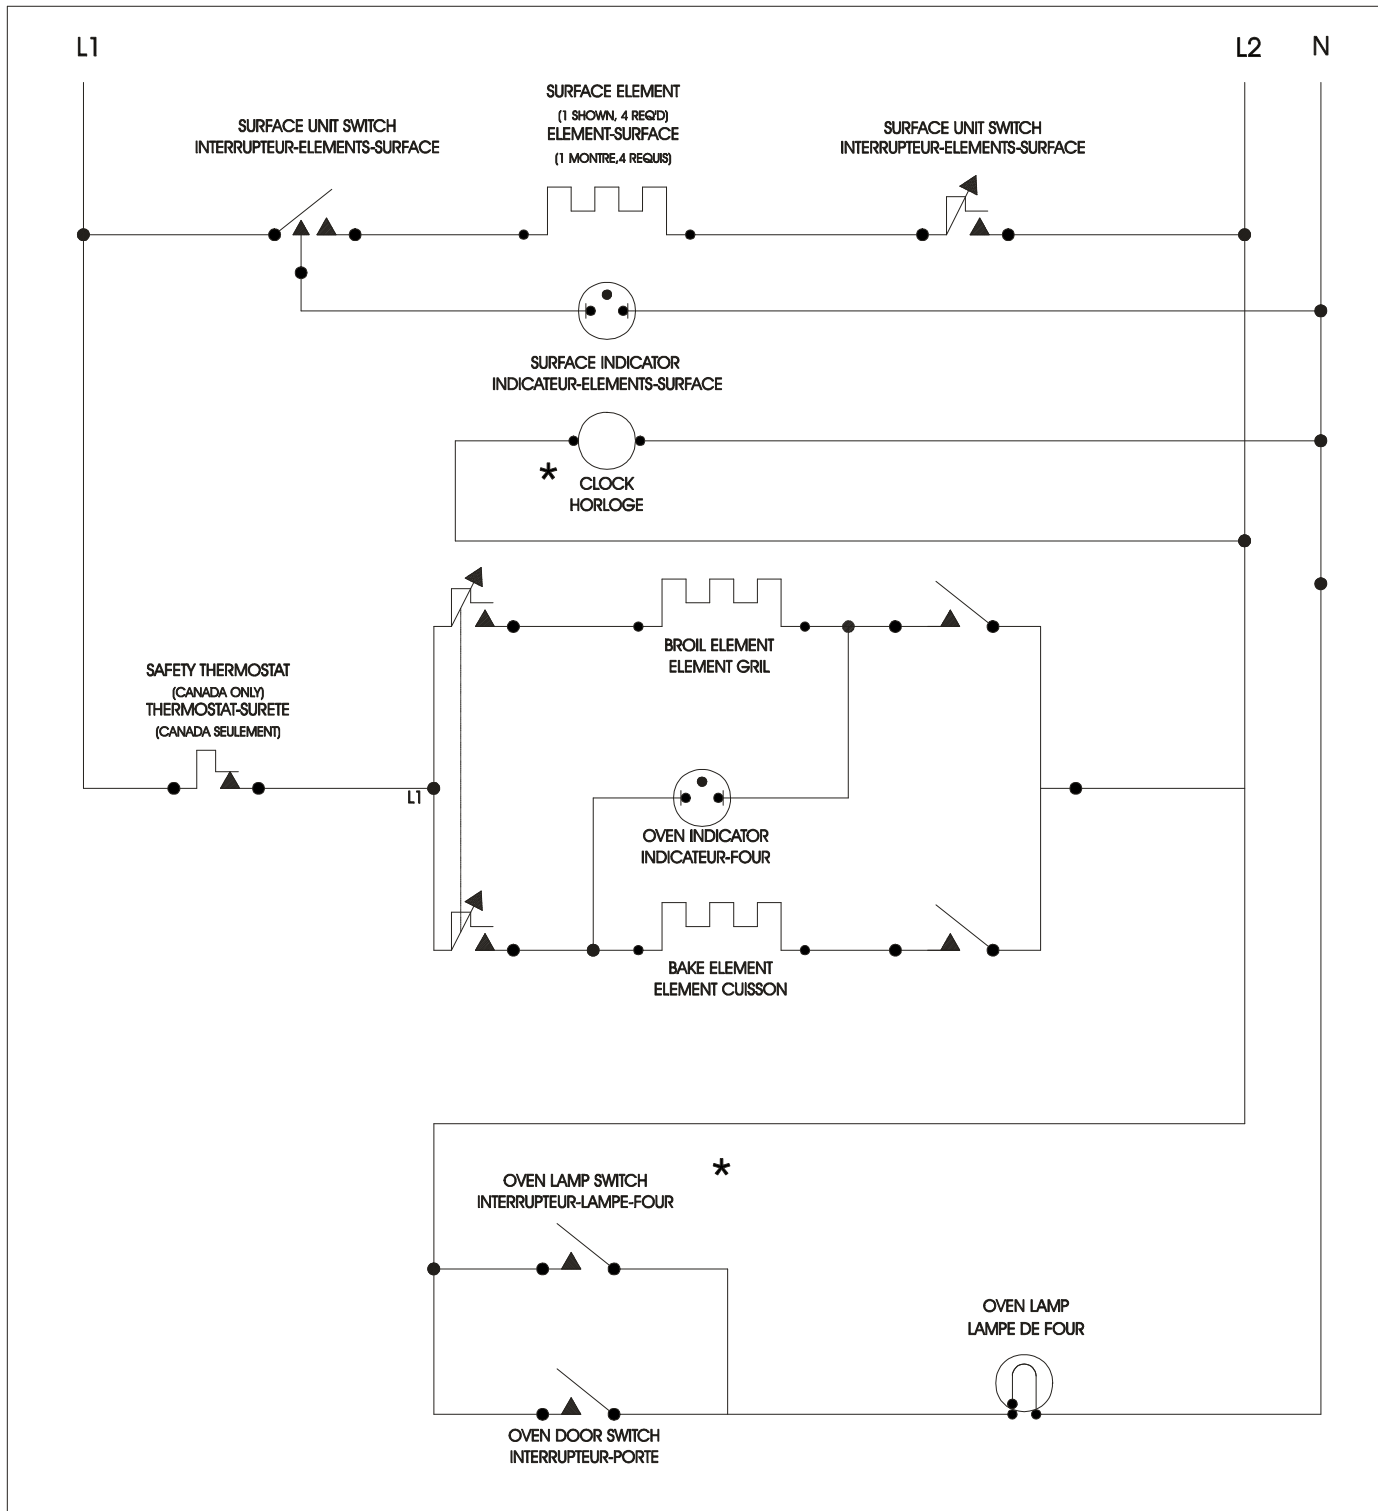 L1
L2
N
SURFACE ELEMENT
(1 SHOWN, 4 REQ'D)
ELEMENT-SURFACE
(1 MONTRE,4 REQUIS)
SURFACE UNIT SWITCH
INTERRUPTEUR-ELEMENTS-SURFACE
SURFACE UNIT SWITCH
INTERRUPTEUR-ELEMENTS-SURFACE
SURFACE INDICATOR
INDICATEUR-ELEMENTS-SURFACE
*
CLOCK
HORLOGE
BROIL ELEMENT
ELEMENT GRIL
SAFETY THERMOSTAT
(CANADA ONLY)
THERMOSTAT-SURETE
(CANADA SEULEMENT)
L1
OVEN INDICATOR
INDICATEUR-FOUR
BAKE ELEMENT
ELEMENT CUISSON
*
OVEN LAMP SWITCH
INTERRUPTEUR-LAMPE-FOUR
OVEN LAMP
LAMPE DE FOUR
OVEN DOOR SWITCH
INTERRUPTEUR-PORTE